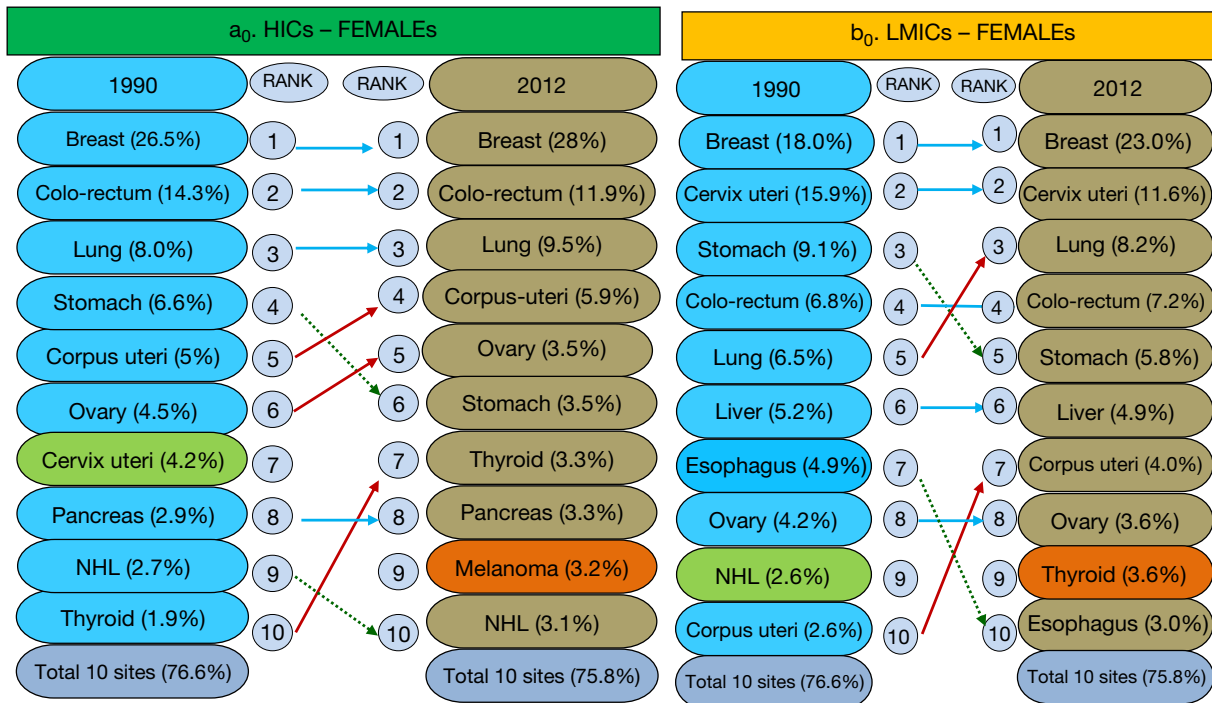 a₀. HICs – FEMALEs
1990 RANK RANK 2012
Breast (26.5%) 1 1 Breast (28%)
Colo-rectum (14.3%) 2 2 Colo-rectum (11.9%)
Lung (8.0%) 3 3 Lung (9.5%)
Stomach (6.6%) 4 4 Corpus-uteri (5.9%)
Corpus uteri (5%) 5 5 Ovary (3.5%)
Ovary (4.5%) 6 6 Stomach (3.5%)
Cervix uteri (4.2%) 7 7 Thyroid (3.3%)
Pancreas (2.9%) 8 8 Pancreas (3.3%)
NHL (2.7%) 9 9 Melanoma (3.2%)
Thyroid (1.9%) 10 10 NHL (3.1%)
Total 10 sites (76.6%) Total 10 sites (75.8%)
b₀. LMICs – FEMALEs
1990 RANK RANK 2012
Breast (18.0%) 1 1 Breast (23.0%)
Cervix uteri (15.9%) 2 2 Cervix uteri (11.6%)
Stomach (9.1%) 3 3 Lung (8.2%)
Colo-rectum (6.8%) 4 4 Colo-rectum (7.2%)
Lung (6.5%) 5 5 Stomach (5.8%)
Liver (5.2%) 6 6 Liver (4.9%)
Esophagus (4.9%) 7 7 Corpus uteri (4.0%)
Ovary (4.2%) 8 8 Ovary (3.6%)
NHL (2.6%) 9 9 Thyroid (3.6%)
Corpus uteri (2.6%) 10 10 Esophagus (3.0%)
Total 10 sites (76.6%) Total 10 sites (75.8%)